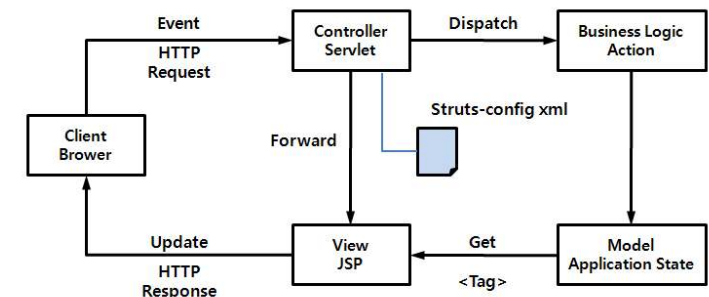 Event
HTTP
Request
Controller
Servlet
Dispatch
Business Logic
Action
Struts-config xml
Client
Brower
Forward
Update
HTTP
Response
View
JSP
Get
<Tag>
Model
Application State